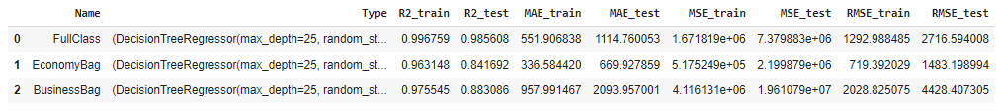 Name Type R2_train R2_test MAE_train MAE_test MSE_train MSE_test RMSE_train RMSE_test
0 FullClass (DecisionTreeRegressor(max_depth=25, random_st... 0.996759 0.985608 551.906838 1114.760053 1.671819e+06 7.379883e+06 1292.988485 2716.594008
1 EconomyBag (DecisionTreeRegressor(max_depth=25, random_st... 0.963148 0.841692 336.584420 669.927859 5.175249e+05 2.199879e+06 719.392029 1483.198994
2 BusinessBag (DecisionTreeRegressor(max_depth=25, random_st... 0.975545 0.883086 957.991467 2093.957001 4.116131e+06 1.961079e+07 2028.825075 4428.407305